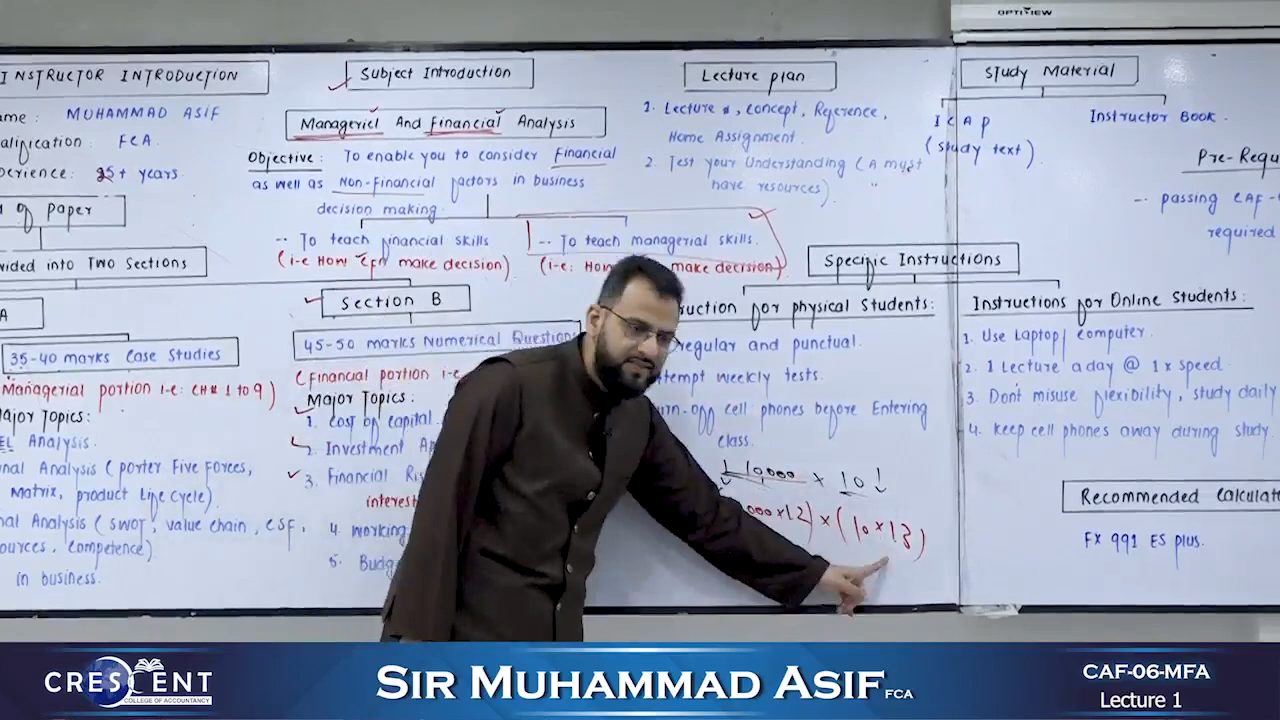 OPTIVIEW
INSTRUCTOR INTRODUCTION
ame : MUHAMMAD ASIF
alification : FCA.
perience: 25+ years.
of paper
vided into Two Sections
A
35-40 marks Case Studies
Managerial portion i-e: CH# 1 to 9)
ajor Topics:
EL Analysis.
nal Analysis (porter Five Forces,
Matrix, product Life cycle).
nal Analysis (SWOT, value chain, CSF,
ources, Competence)
in business.
Subject Introduction
Managerial And Financial Analysis
Objective: To enable you to consider Financial
as well as Non-Financial factors in business
decision making.
-- To teach financial skills
(i-e How CFA make decision)
-- To teach managerial skills.
(i-e: How make decision)
Section B
45-50 marks Numerical Question
(Financial portion i-e
Major Topics:
1. Cost of capital.
2. Investment Ap
3. Financial Ris
interest
4. Working
5. Budg
Lecture plan
1. Lecture #, concept, Reference,
Home Assignment.
2. Test your Understanding (A must
have resources).
Specific Instructions
ruction for physical Students:
regular and punctual.
ttempt weekly tests.
urn-off cell phones before Entering
class.
10,000 × 10
000×12) × (10×13)
Study Material
ICAP
(study text).
Instructor Book.
Pre-Requ
-- passing CAF-
required
Instructions for Online Students:
1. Use Laptop/ computer.
2. 1 Lecture a day @ 1x speed.
3. Don't misuse flexibility, study daily
4. Keep cell phones away during study.
Recommended Calculat
FX 991 ES plus.
CRESCENT
COLLEGE OF ACCOUNTANCY
SIR MUHAMMAD ASIF FCA
CAF-06-MFA
Lecture 1